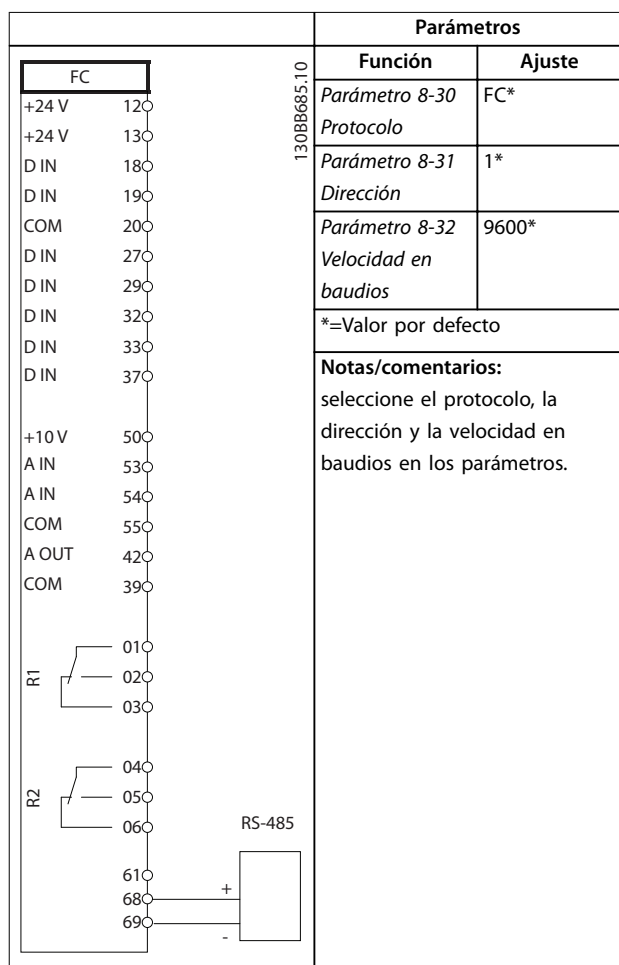 Parámetros
Función Ajuste
Parámetro 8-30 FC*
Protocolo
Parámetro 8-31 1*
Dirección
Parámetro 8-32 9600*
Velocidad en
baudios
*=Valor por defecto
Notas/comentarios:
seleccione el protocolo, la
dirección y la velocidad en
baudios en los parámetros.
FC
130BB685.10
+24 V 12
+24 V 13
D IN 18
D IN 19
COM 20
D IN 27
D IN 29
D IN 32
D IN 33
D IN 37
+10 V 50
A IN 53
A IN 54
COM 55
A OUT 42
COM 39
R1
01
02
03
R2
04
05
06
RS-485
61
68 +
69 -